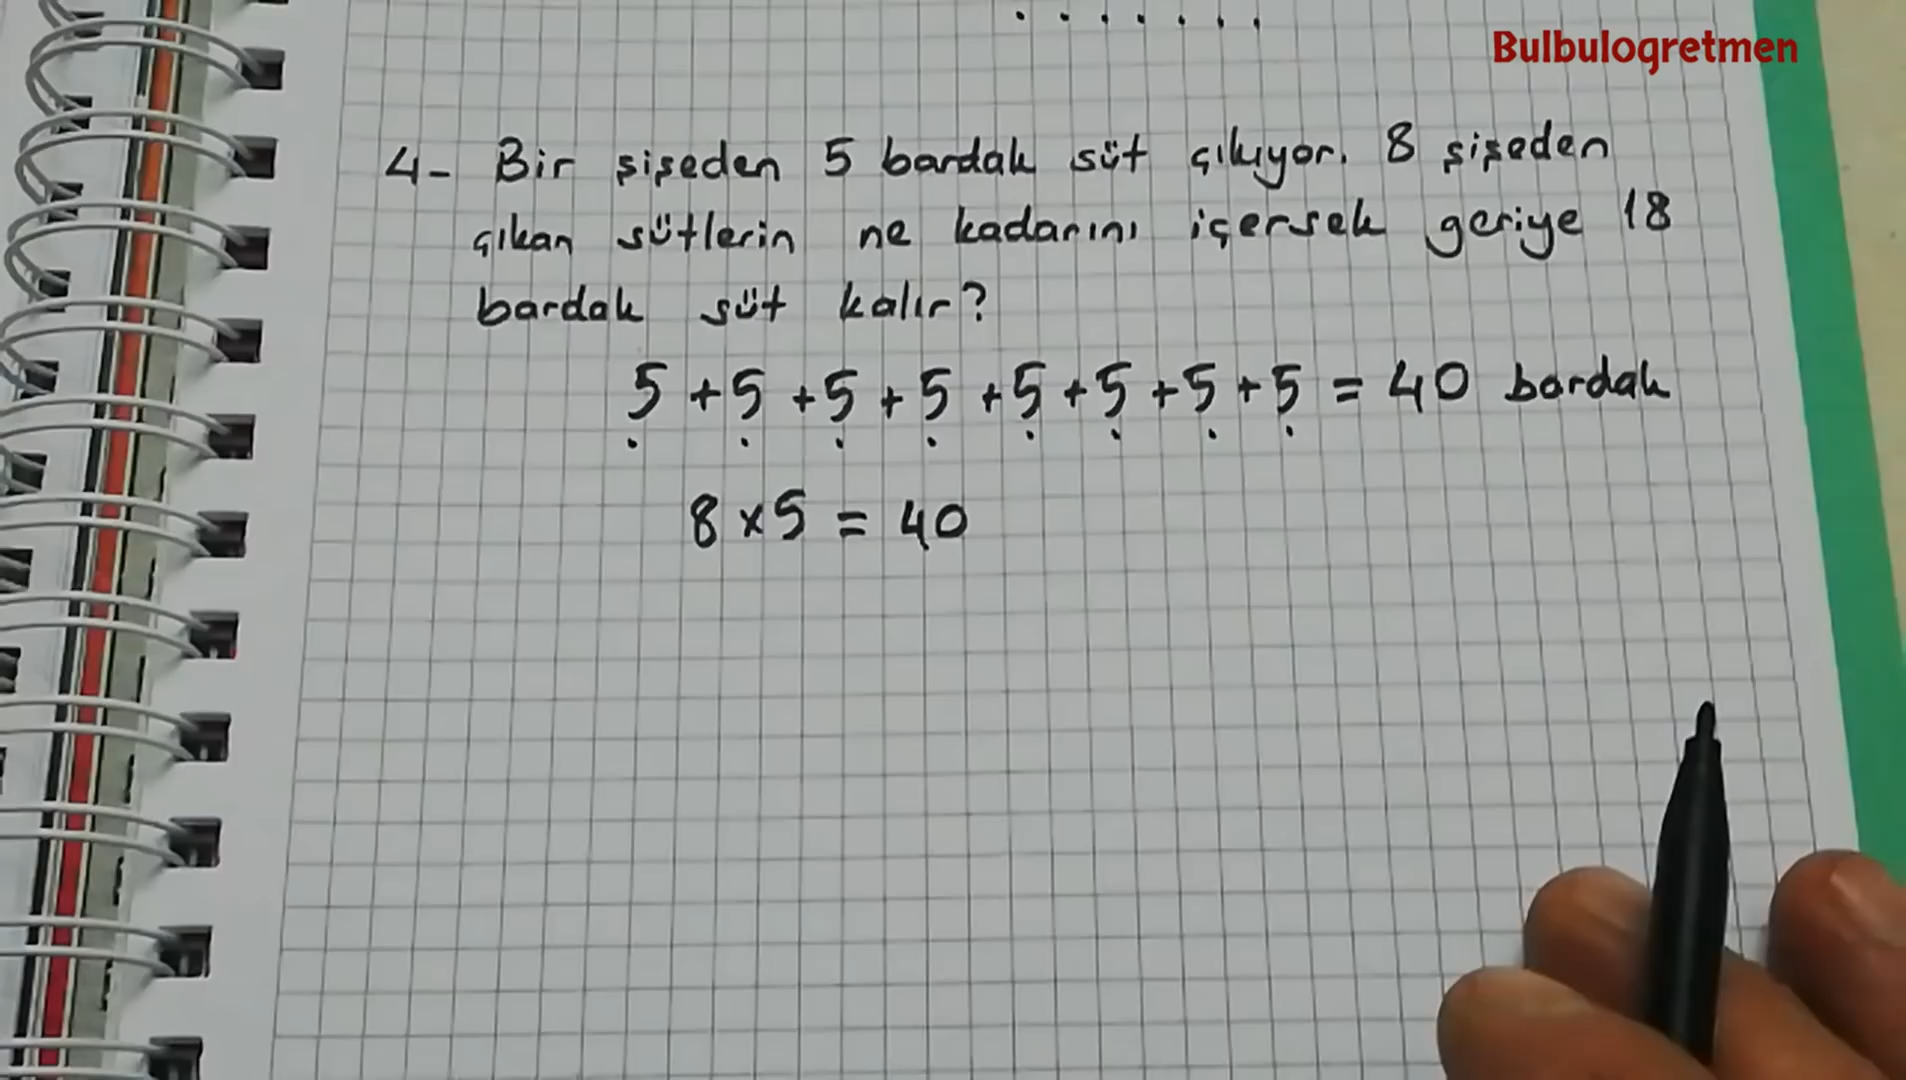 Bulbulogretmen
4- Bir şişeden 5 bardak süt çıkıyor. 8 şişeden
çıkan sütlerin ne kadarını içersek geriye 18
bardak süt kalır?
5 + 5 + 5 + 5 + 5 + 5 + 5 + 5 = 40 bardak
8 x 5 = 40